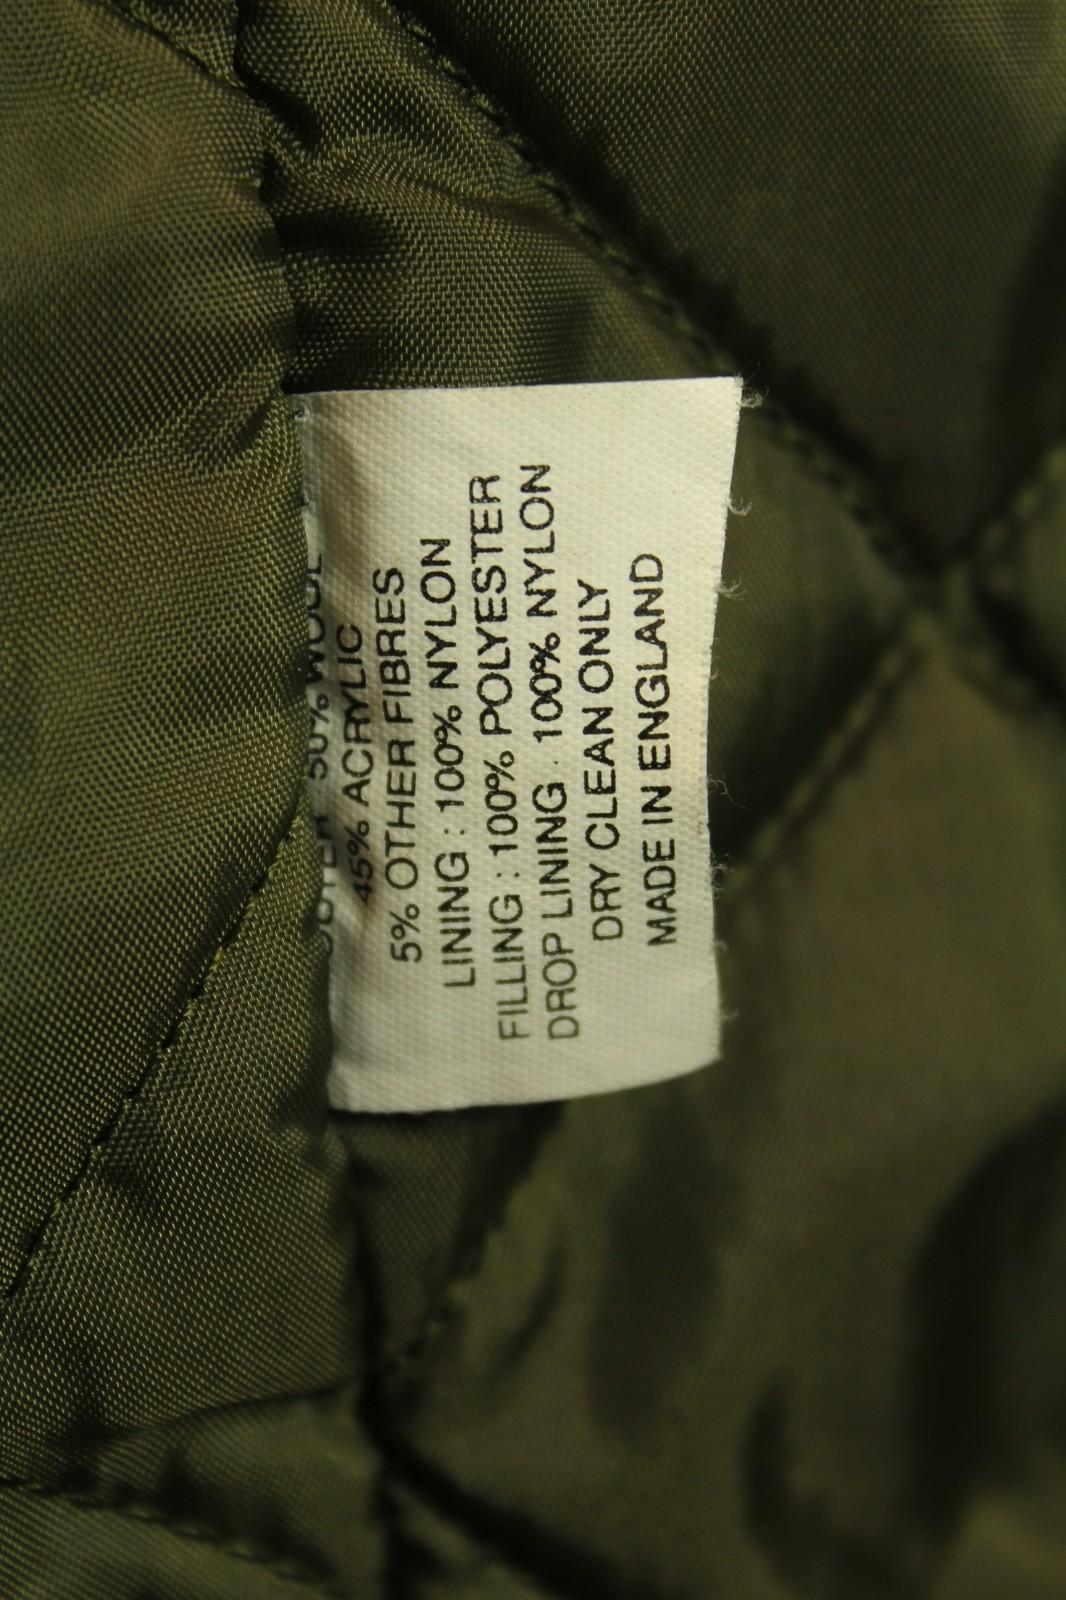 OUTER 50% WOOL
45% ACRYLIC
5% OTHER FIBRES
LINING : 100% NYLON
FILLING : 100% POLYESTER
DROP LINING . 100% NYLON
DRY CLEAN ONLY
MADE IN ENGLAND